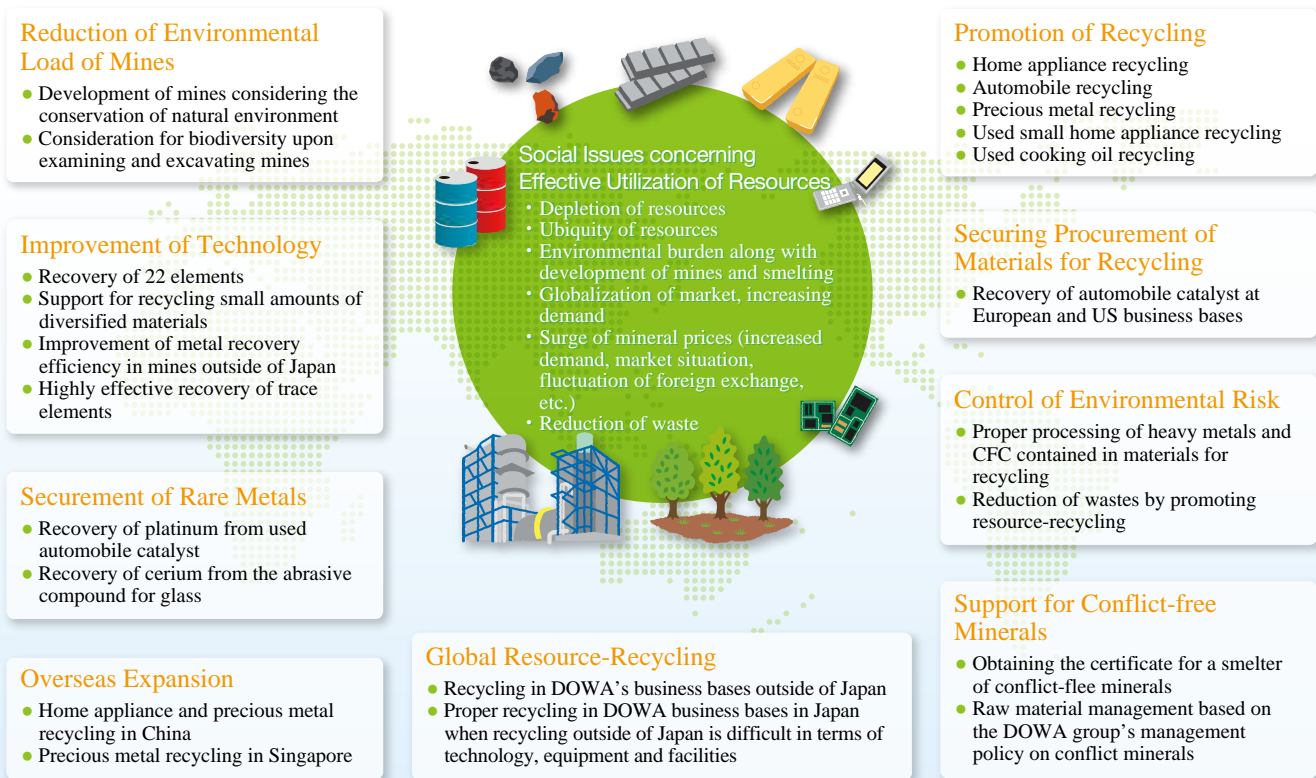 Reduction of Environmental
Load of Mines
● Development of mines considering the
conservation of natural environment
● Consideration for biodiversity upon
examining and excavating mines
Improvement of Technology
● Recovery of 22 elements
● Support for recycling small amounts of
diversified materials
● Improvement of metal recovery
efficiency in mines outside of Japan
● Highly effective recovery of trace
elements
Securement of Rare Metals
● Recovery of platinum from used
automobile catalyst
● Recovery of cerium from the abrasive
compound for glass
Overseas Expansion
● Home appliance and precious metal
recycling in China
● Precious metal recycling in Singapore
Social Issues concerning
Effective Utilization of Resources
・Depletion of resources
・Ubiquity of resources
・Environmental burden along with
development of mines and smelting
・Globalization of market, increasing
demand
・Surge of mineral prices (increased
demand, market situation,
fluctuation of foreign exchange,
etc.)
・Reduction of waste
Global Resource-Recycling
● Recycling in DOWA's business bases outside of Japan
● Proper recycling in DOWA business bases in Japan
when recycling outside of Japan is difficult in terms of
technology, equipment and facilities
Promotion of Recycling
● Home appliance recycling
● Automobile recycling
● Precious metal recycling
● Used small home appliance recycling
● Used cooking oil recycling
Securing Procurement of
Materials for Recycling
● Recovery of automobile catalyst at
European and US business bases
Control of Environmental Risk
● Proper processing of heavy metals and
CFC contained in materials for
recycling
● Reduction of wastes by promoting
resource-recycling
Support for Conflict-free
Minerals
● Obtaining the certificate for a smelter
of conflict-flee minerals
● Raw material management based on
the DOWA group's management
policy on conflict minerals